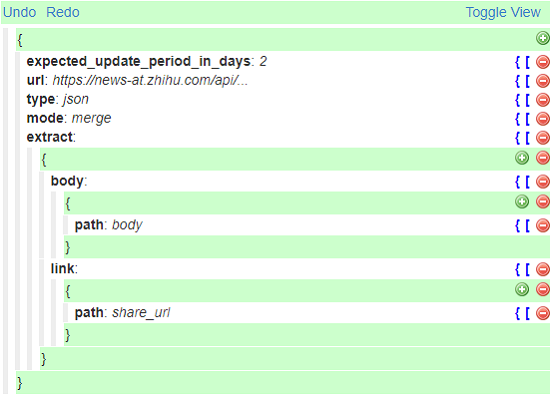 Undo Redo Toggle View
{
expected_update_period_in_days: 2 { [
url: https://news-at.zhihu.com/api/... { [
type: json { [
mode: merge { [
extract: { [
{
body: { [
{
path: body { [
}
link: { [
{
path: share_url { [
}
}
}